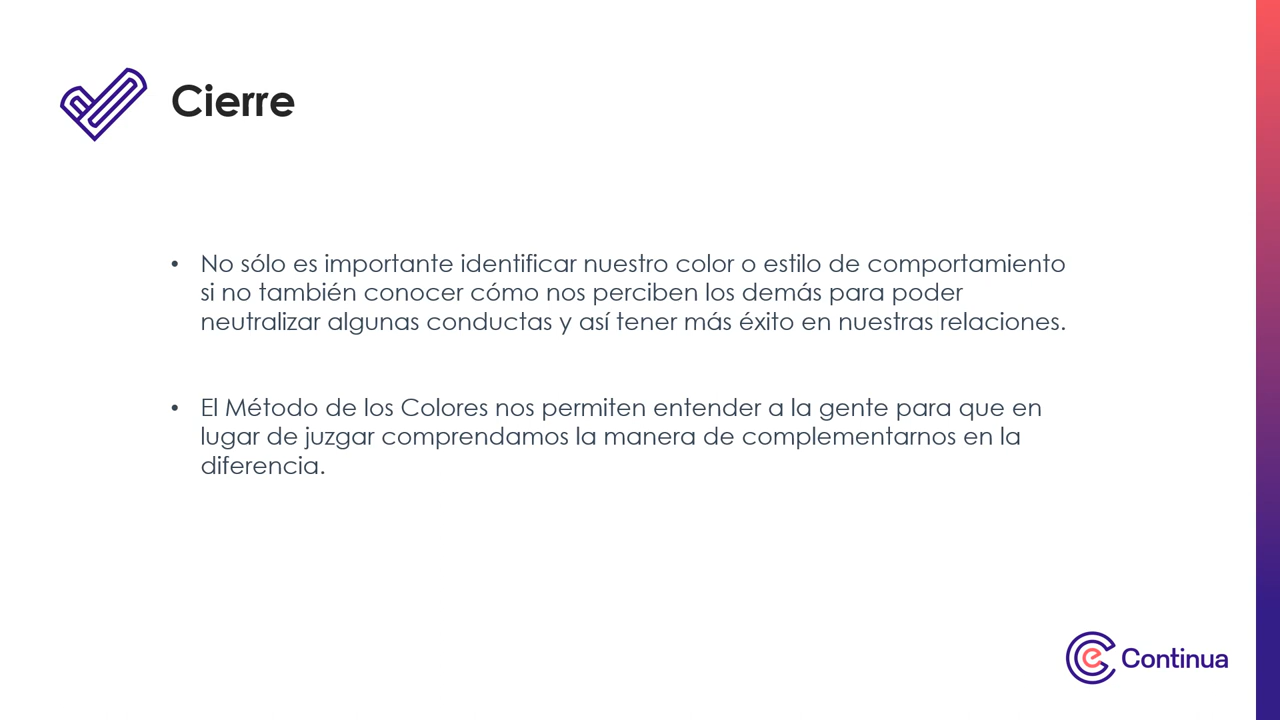 Cierre
• No sólo es importante identificar nuestro color o estilo de comportamiento
si no también conocer cómo nos perciben los demás para poder
neutralizar algunas conductas y así tener más éxito en nuestras relaciones.
• El Método de los Colores nos permiten entender a la gente para que en
lugar de juzgar comprendamos la manera de complementarnos en la
diferencia.
Continua